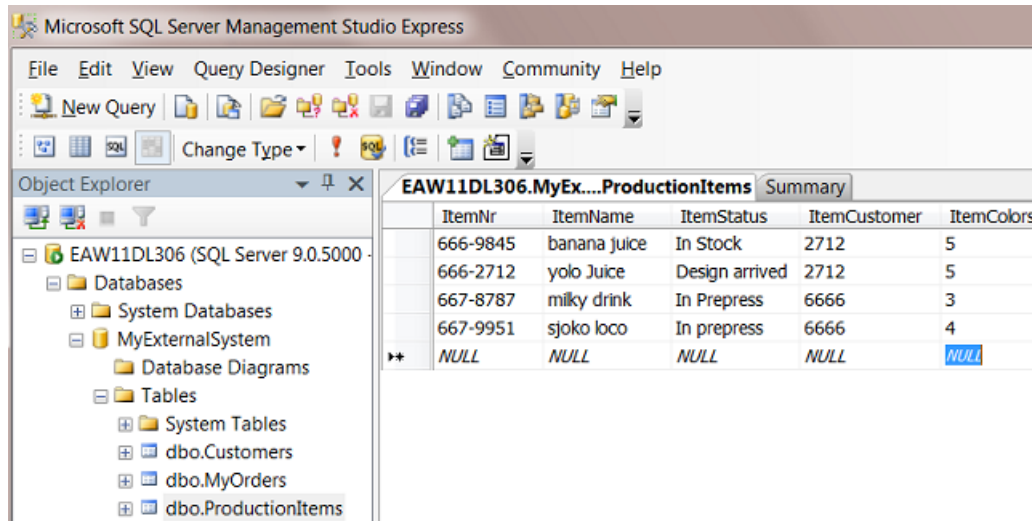 Microsoft SQL Server Management Studio Express
File Edit View Query Designer Tools Window Community Help
New Query
SQL Change Type SQL
Object Explorer
EAW11DL306 (SQL Server 9.0.5000 -
Databases
System Databases
MyExternalSystem
Database Diagrams
Tables
System Tables
dbo.Customers
dbo.MyOrders
dbo.ProductionItems
EAW11DL306.MyEx....ProductionItems Summary
ItemNr ItemName ItemStatus ItemCustomer ItemColors
666-9845 banana juice In Stock 2712 5
666-2712 yolo Juice Design arrived 2712 5
667-8787 milky drink In Prepress 6666 3
667-9951 sjoko loco In prepress 6666 4
NULL NULL NULL NULL NULL